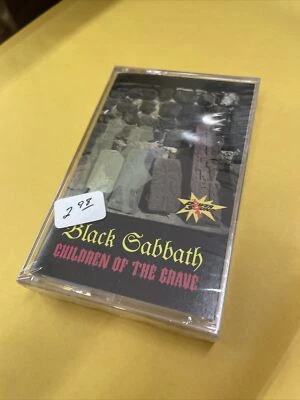 2.98
Black Sabbath
CHILDREN OF THE GRAVE